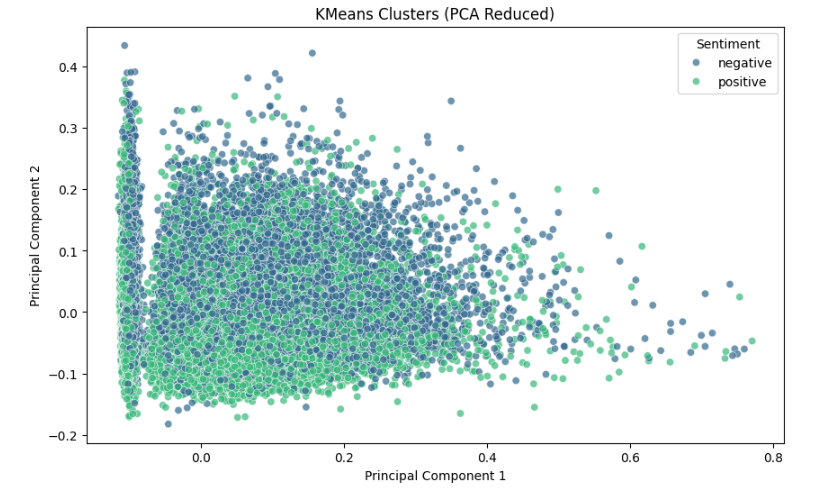 KMeans Clusters (PCA Reduced)
Sentiment
negative
positive
0.4
0.3
0.2
0.1
0.0
−0.1
−0.2
Principal Component 2
0.0
0.2
0.4
0.6
0.8
Principal Component 1